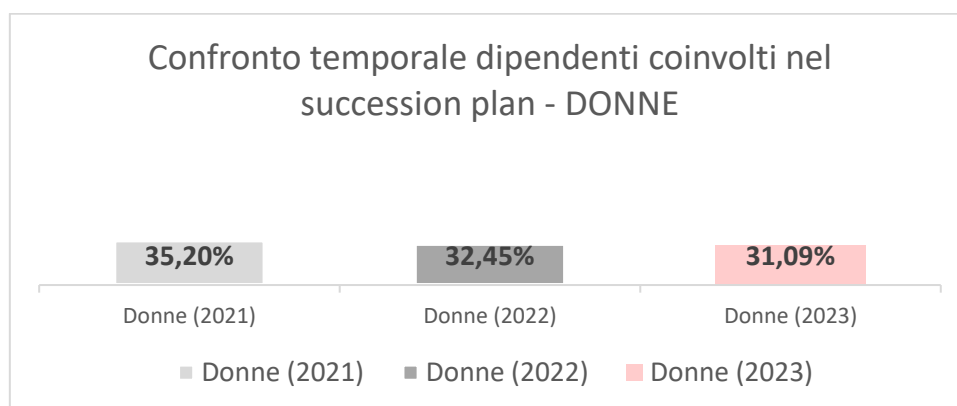 Confronto temporale dipendenti coinvolti nel
succession plan - DONNE
35,20%
32,45%
31,09%
Donne (2021)
Donne (2022)
Donne (2023)
Donne (2021)
Donne (2022)
Donne (2023)